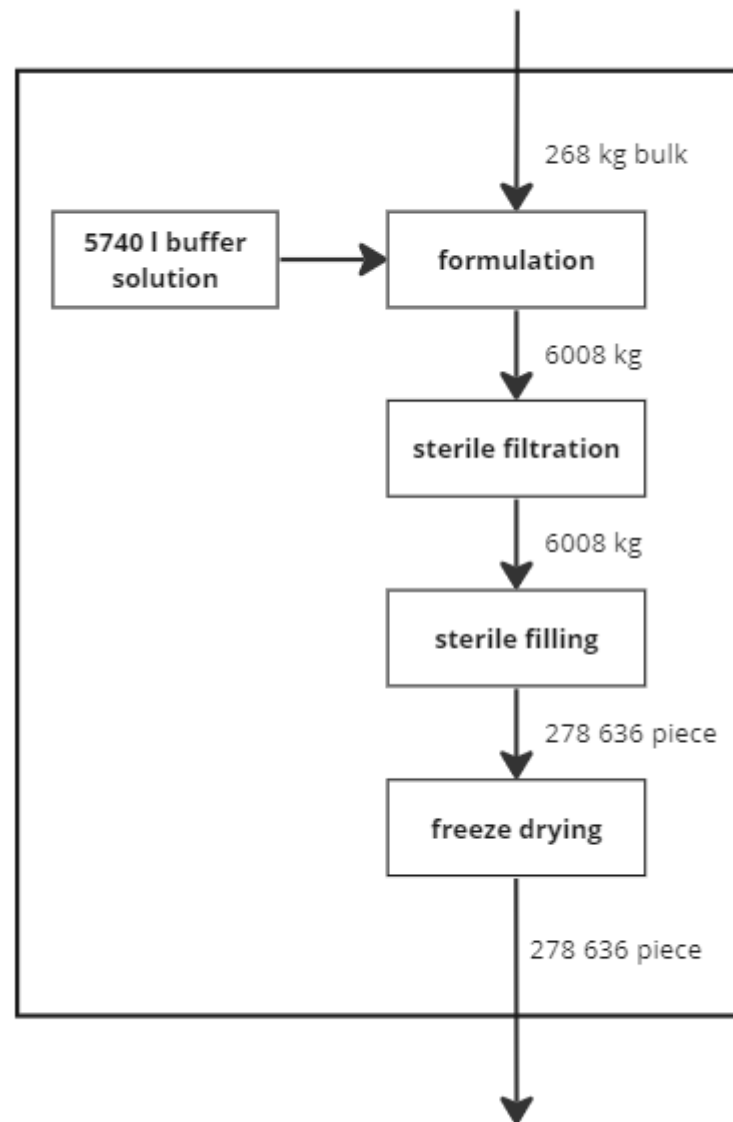 268 kg bulk
5740 l buffer
solution
formulation
6008 kg
sterile filtration
6008 kg
sterile filling
278 636 piece
freeze drying
278 636 piece